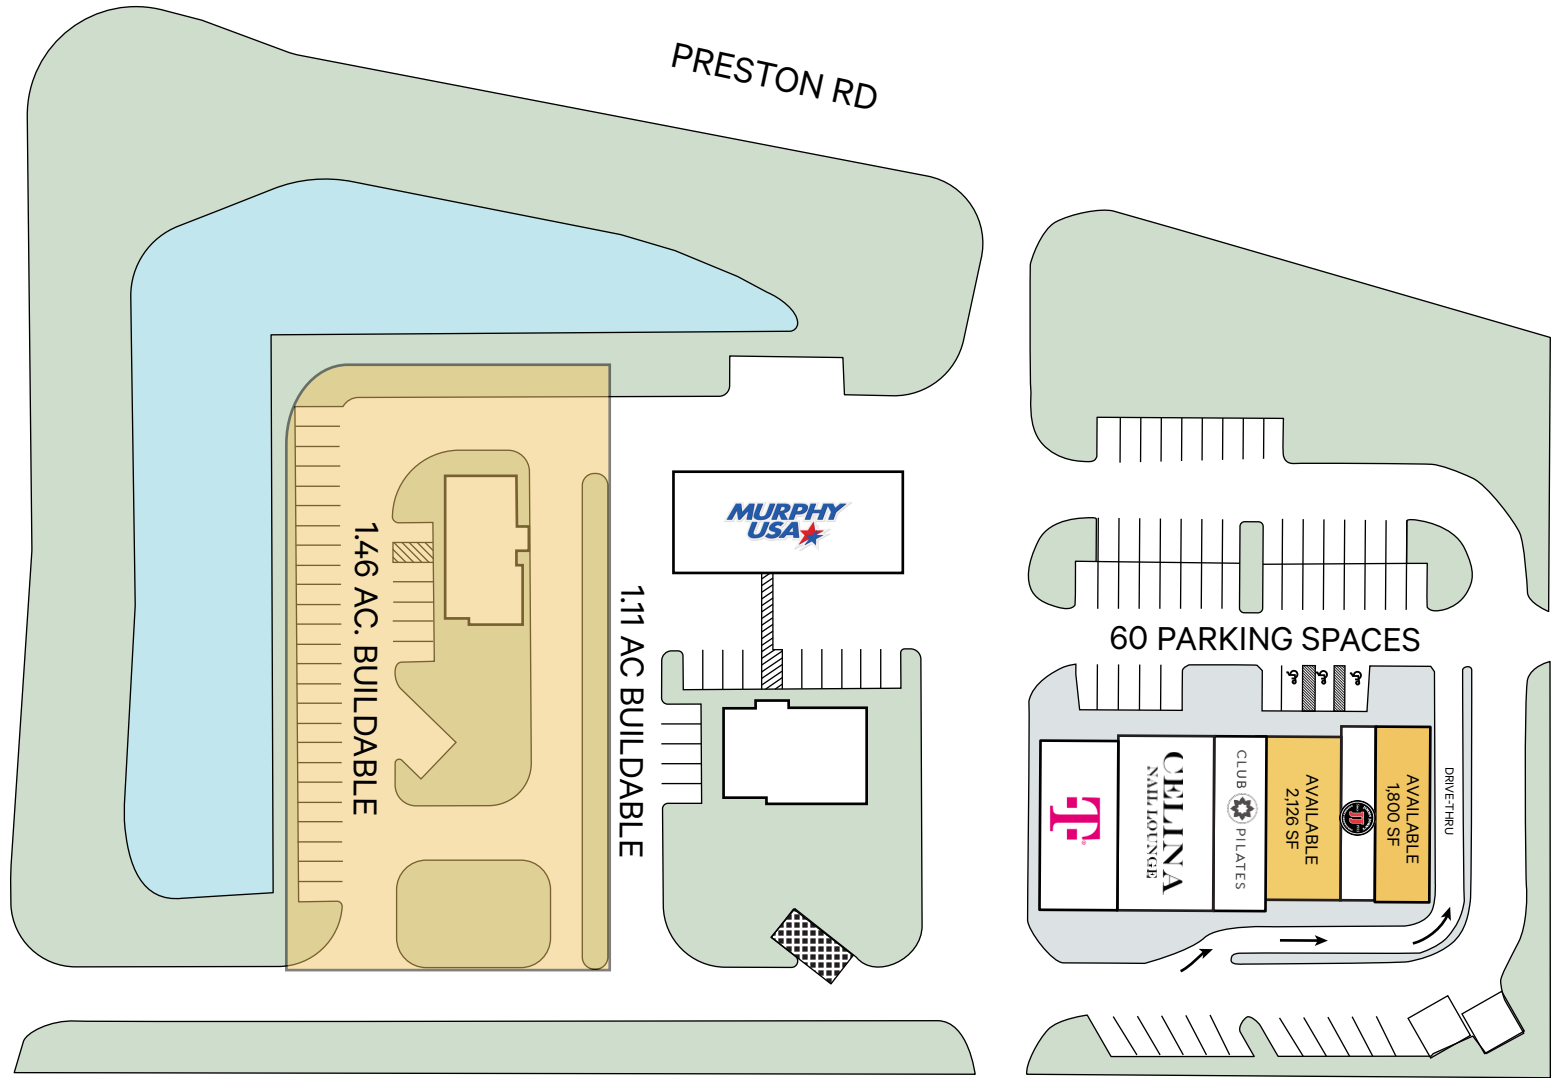 PRESTON RD
MURPHY
USA
1.46 AC. BUILDABLE
1.11 AC BUILDABLE
60 PARKING SPACES
T
CELINA
NAIL LOUNGE
CLUB PILATES
AVAILABLE
2,126 SF
JJ
AVAILABLE
1,800 SF
DRIVE-THRU